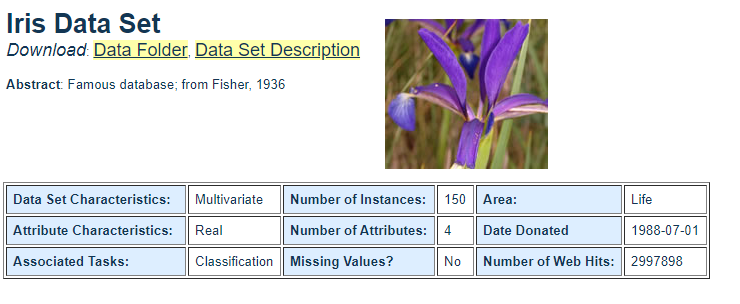 Iris Data Set
Download: Data Folder, Data Set Description
Abstract: Famous database; from Fisher, 1936
Data Set Characteristics: Multivariate Number of Instances: 150 Area: Life
Attribute Characteristics: Real Number of Attributes: 4 Date Donated 1988-07-01
Associated Tasks: Classification Missing Values? No Number of Web Hits: 2997898